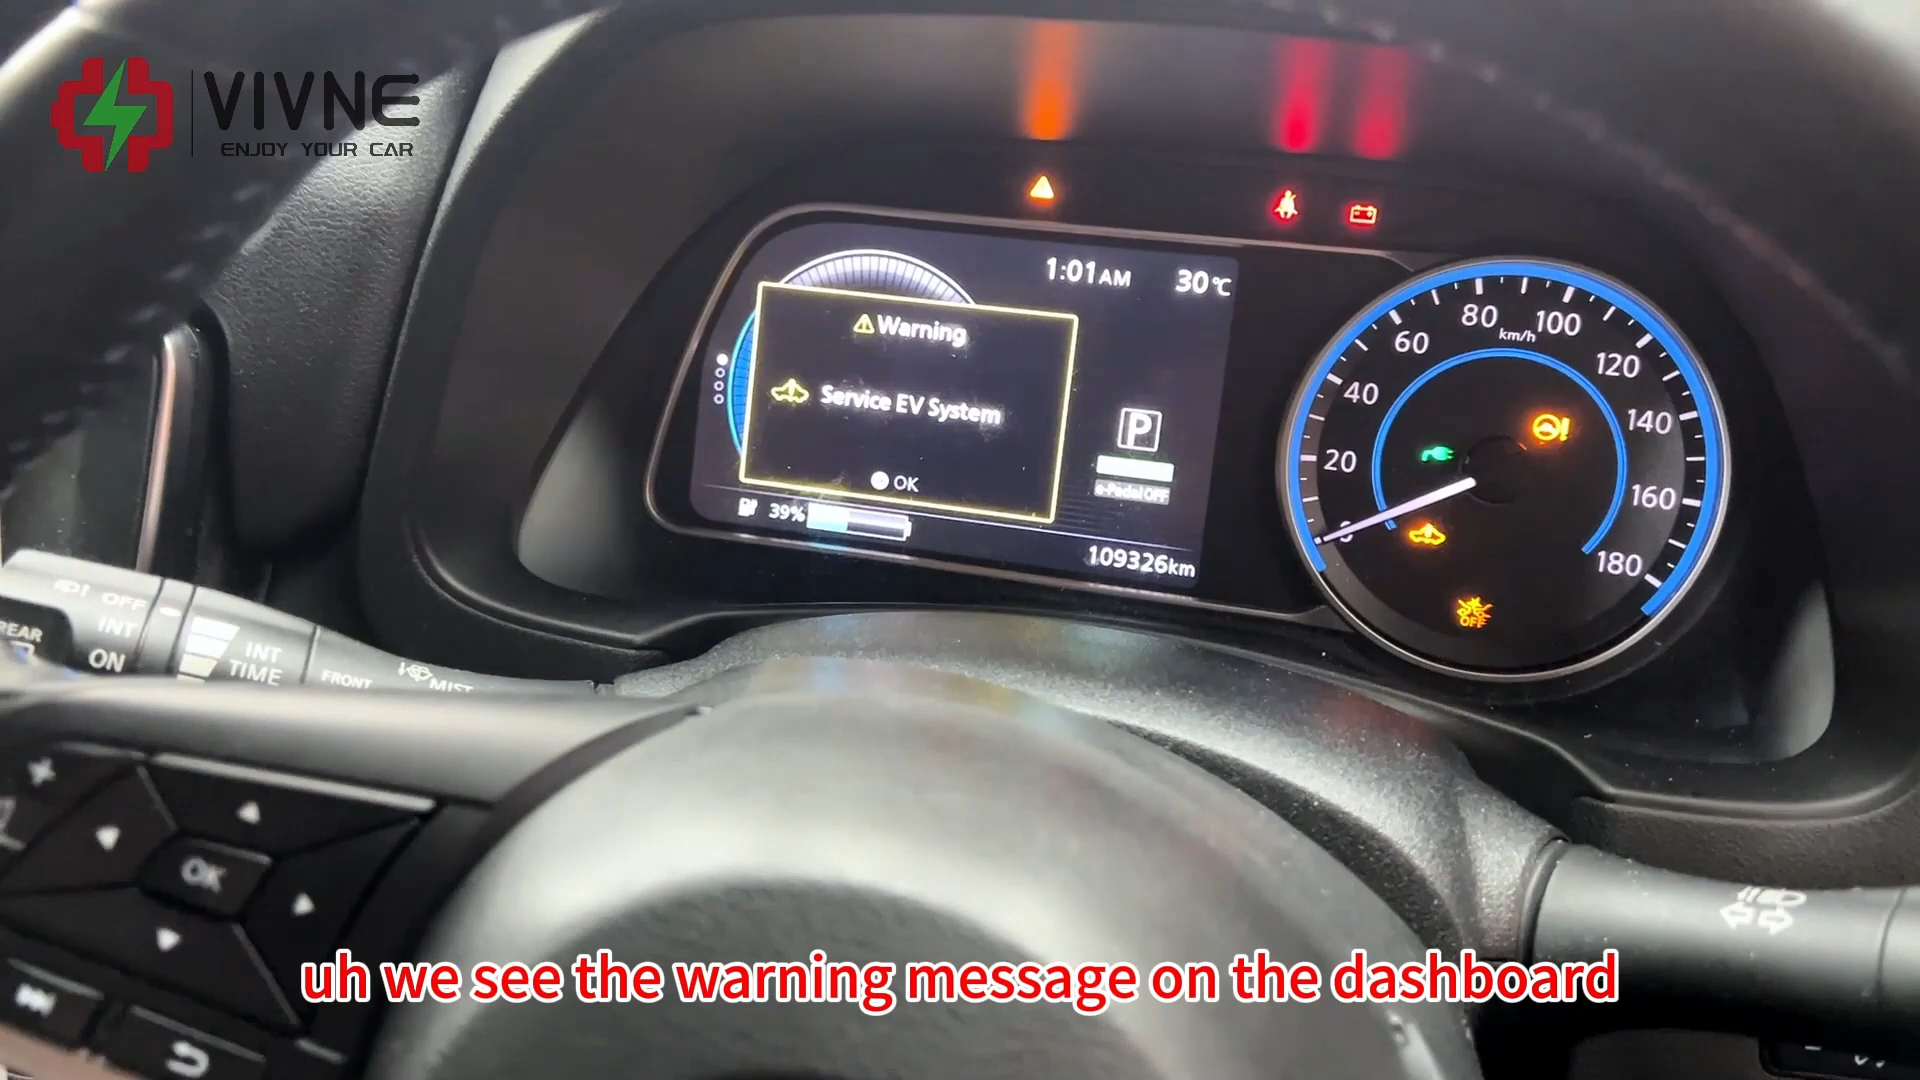 VIVNE
ENJOY YOUR CAR
1:01AM
30°C
Warning
Service EV System
OK
39%
P
e-Pedal OFF
109326km
0
20
40
60
80
100
120
140
160
180
km/h
OFF
OFF
INT
ON
REAR
INT
TIME
FRONT
MIST
OK
uh we see the warning message on the dashboard